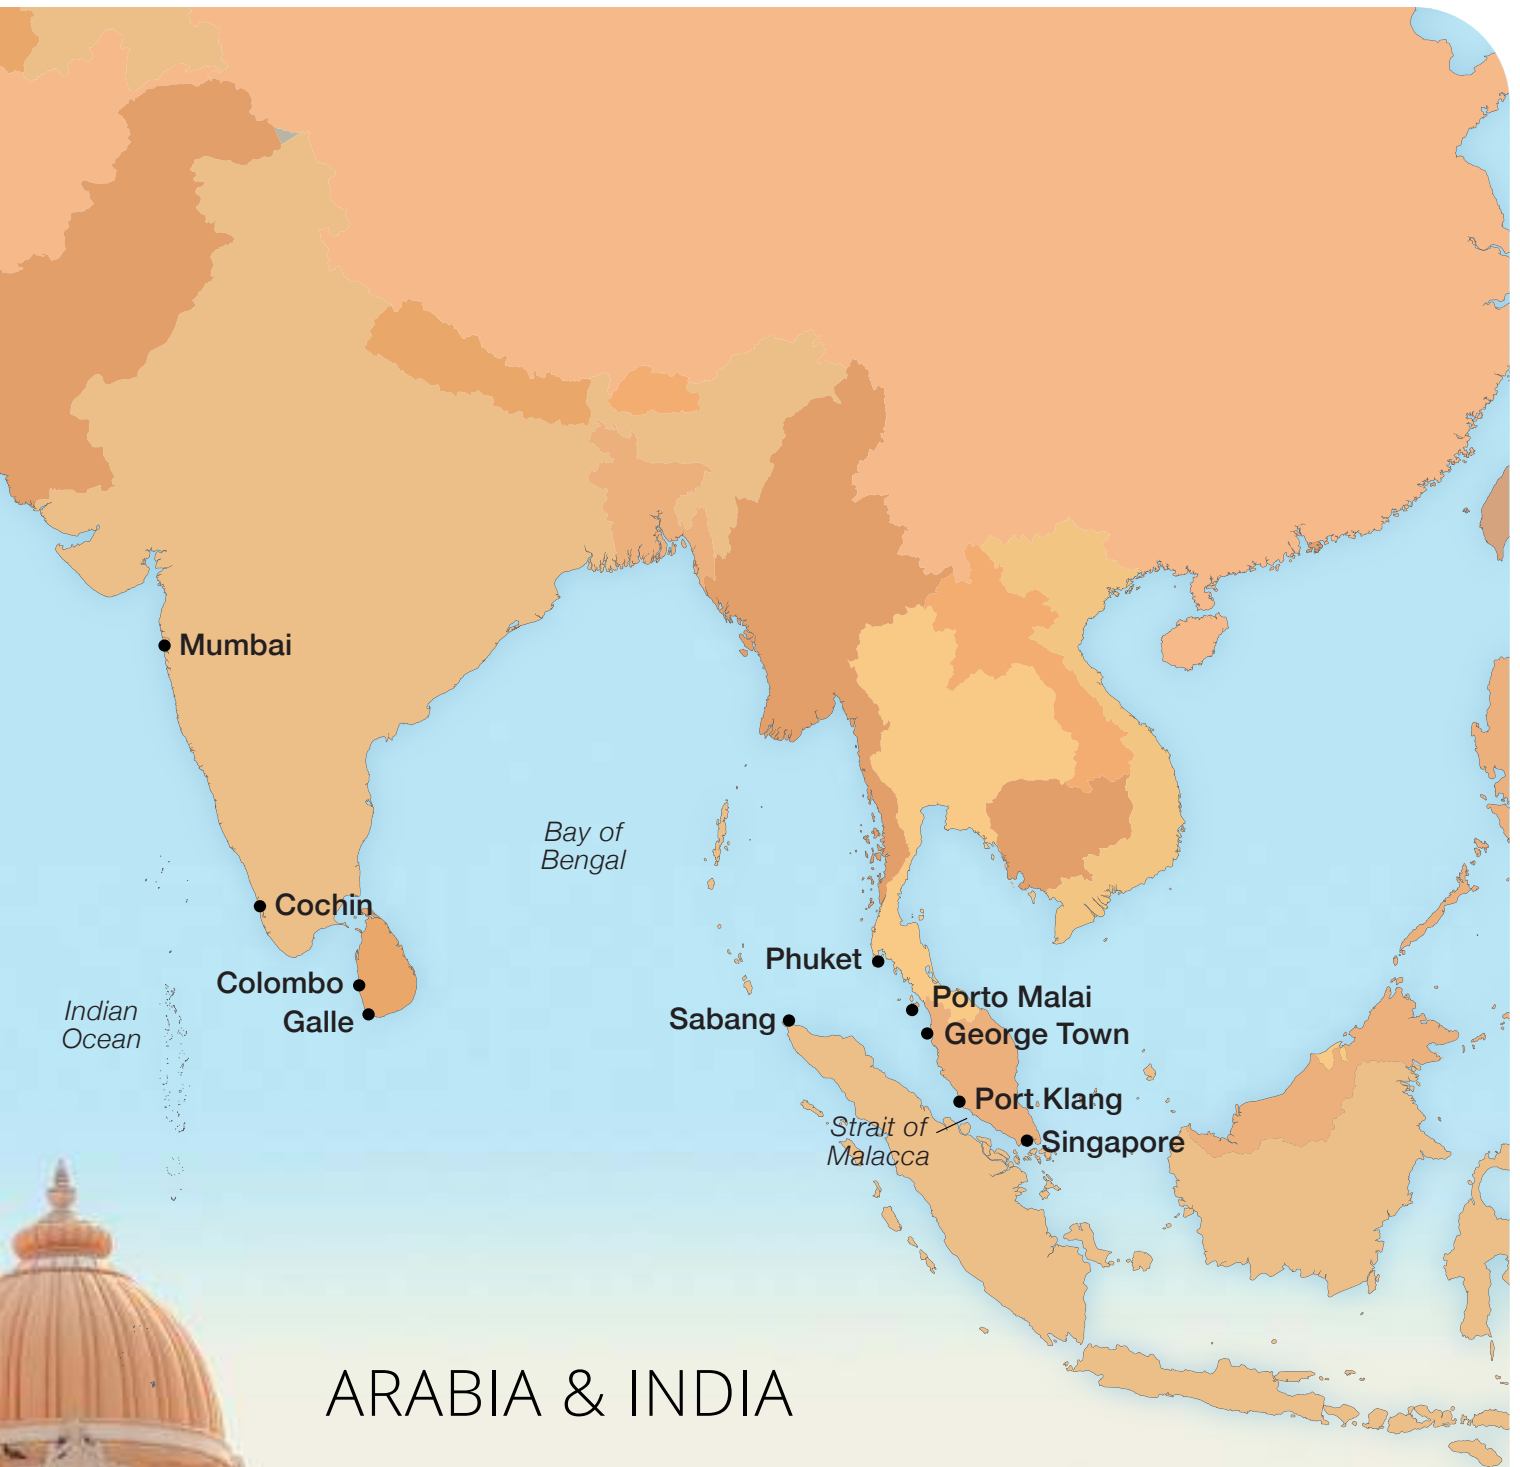 Mumbai
Bay of
Bengal
Cochin
Phuket
Colombo
Porto Malai
Indian
Ocean
Galle
Sabang
George Town
Port Klang
Strait of
Malacca
Singapore
ARABIA & INDIA